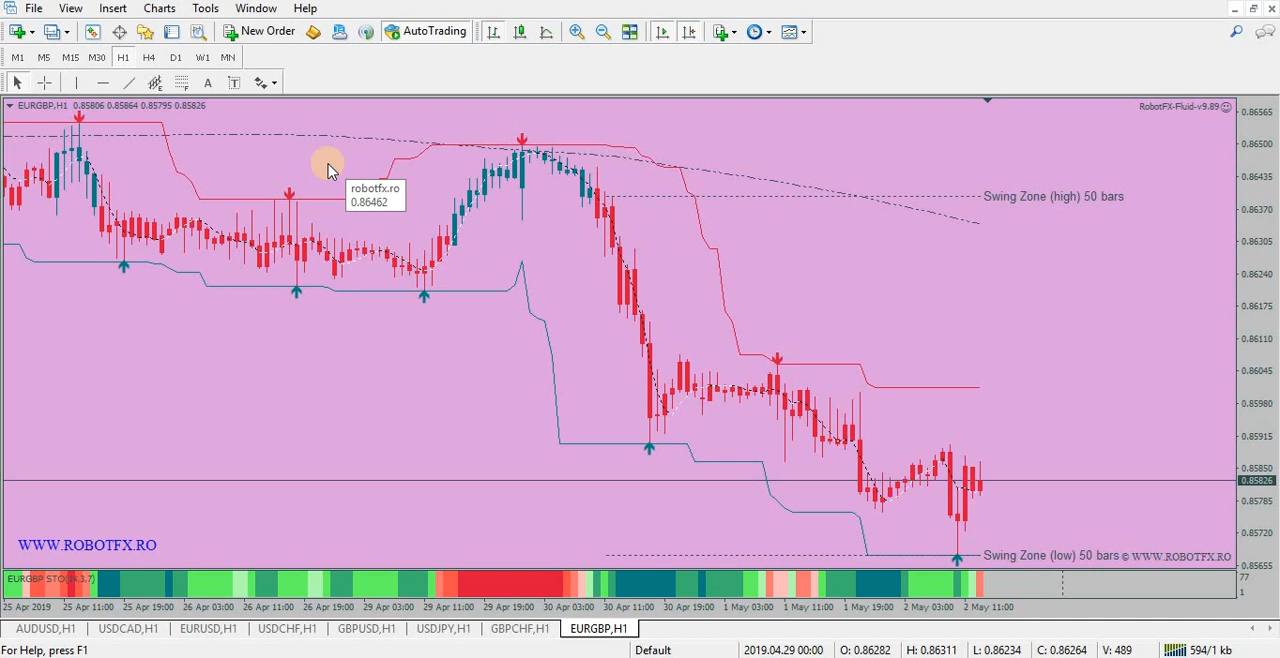 File View Insert Charts Tools Window Help
New Order AutoTrading
M1 M5 M15 M30 H1 H4 D1 W1 MN
A T
EURGBP,H1 0.85806 0.85864 0.85795 0.85826
RobotFX-Fluid-v9.89
0.86565
0.86500
0.86435
0.86370
0.86305
0.86240
0.86175
0.86110
0.86045
0.85980
0.85915
0.85850
0.85826
0.85785
0.85720
0.85655
robotfx.ro
0.86462
Swing Zone (high) 50 bars
WWW.ROBOTFX.RO
Swing Zone (low) 50 bars © WWW.ROBOTFX.RO
EURGBP STO(14,3,7)
77
1
25 Apr 2019 25 Apr 11:00 25 Apr 19:00 26 Apr 03:00 26 Apr 11:00 26 Apr 19:00 29 Apr 03:00 29 Apr 11:00 29 Apr 19:00 30 Apr 03:00 30 Apr 11:00 30 Apr 19:00 1 May 03:00 1 May 11:00 1 May 19:00 2 May 03:00 2 May 11:00
AUDUSD,H1 USDCAD,H1 EURUSD,H1 USDCHF,H1 GBPUSD,H1 USDJPY,H1 GBPCHF,H1 EURGBP,H1
For Help, press F1 Default 2019.04.29 00:00 O: 0.86282 H: 0.86311 L: 0.86234 C: 0.86264 V: 489 594/1 kb